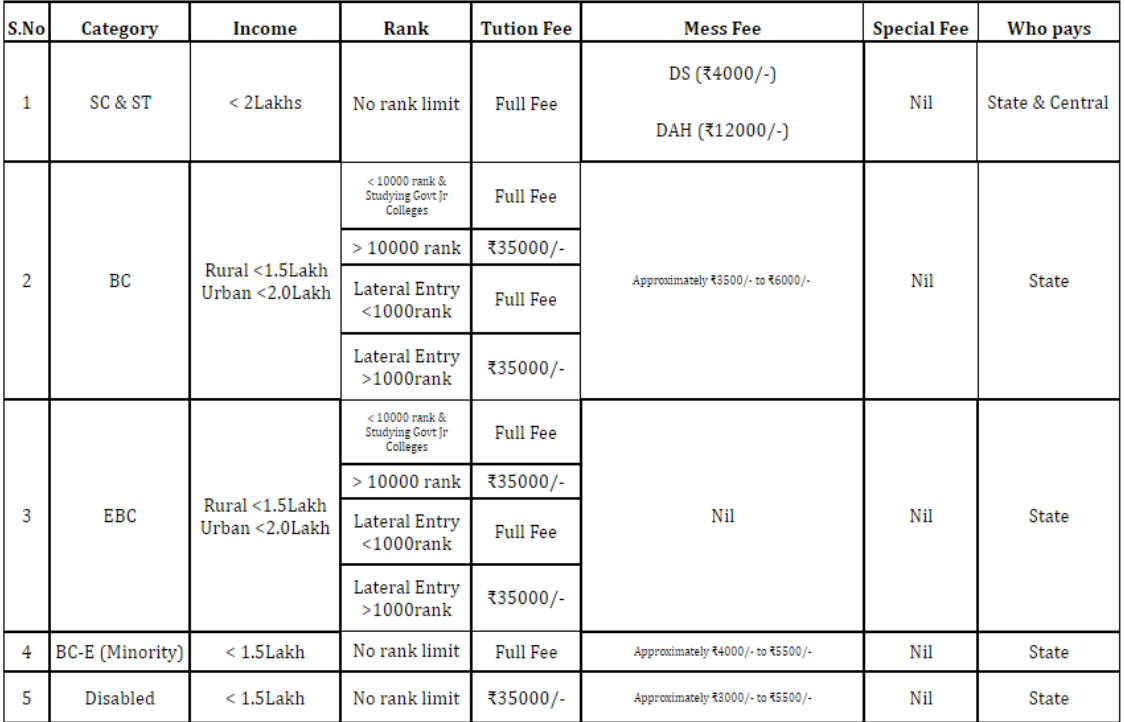 S.No Category Income Rank Tution Fee Mess Fee Special Fee Who pays
1 SC & ST < 2Lakhs No rank limit Full Fee DS (₹4000/-)
DAH (₹12000/-) Nil State & Central
2 BC Rural <1.5Lakh
Urban <2.0Lakh
< 10000 rank &
Studying Govt Jr
Colleges
Full Fee
> 10000 rank ₹35000/-
Lateral Entry
<1000rank
Full Fee
Lateral Entry
>1000rank
₹35000/-
Approximately ₹3500/- to ₹6000/- Nil State
3 EBC Rural <1.5Lakh
Urban <2.0Lakh
< 10000 rank &
Studying Govt Jr
Colleges
Full Fee
> 10000 rank ₹35000/-
Lateral Entry
<1000rank
Full Fee
Lateral Entry
>1000rank
₹35000/-
Nil Nil State
4 BC-E (Minority) < 1.5Lakh No rank limit Full Fee Approximately ₹4000/- to ₹5500/- Nil State
5 Disabled < 1.5Lakh No rank limit ₹35000/- Approximately ₹3000/- to ₹5500/- Nil State